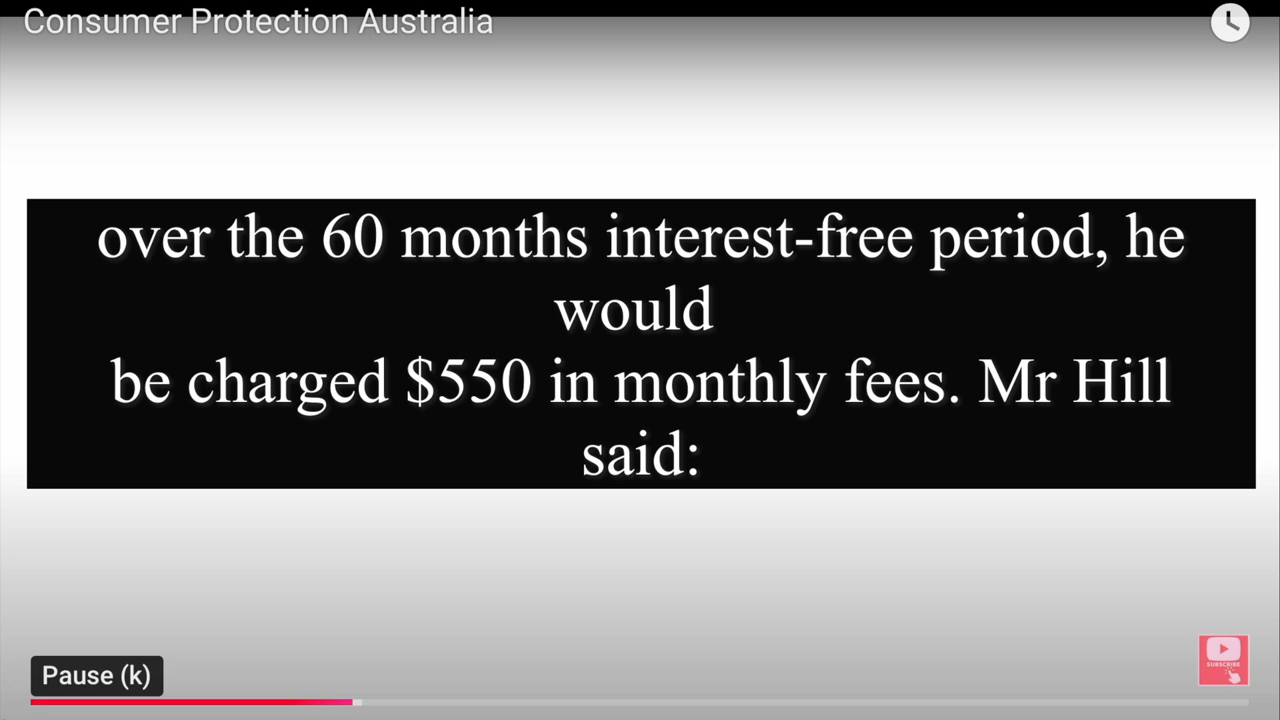 Consumer Protection Australia
over the 60 months interest-free period, he
would
be charged $550 in monthly fees. Mr Hill
said:
SUBSCRIBE
Pause (k)